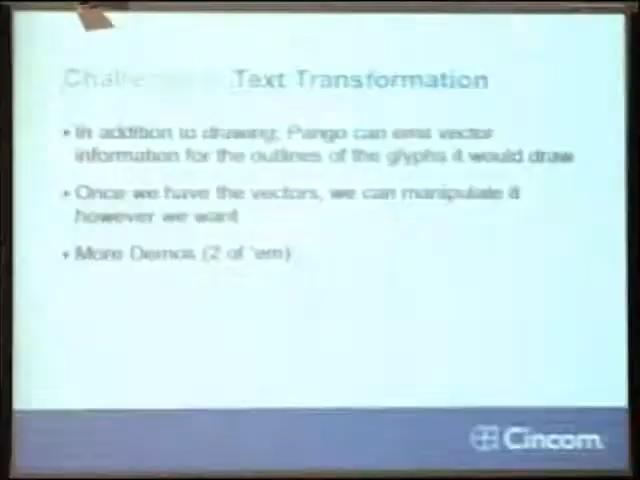 Text Transformation
• In addition to drawing, Pango can emit vector
information for the outlines of the glyphs it would draw
• Once we have the vectors, we can manipulate it
however we want
• More Demos (2 of 'em)
Cincom